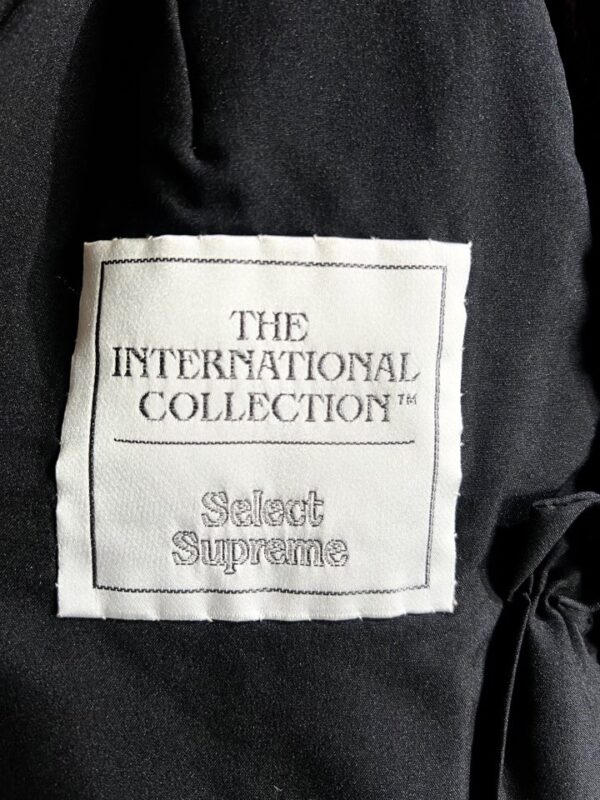 THE
INTERNATIONAL
COLLECTION™
Select
Supreme